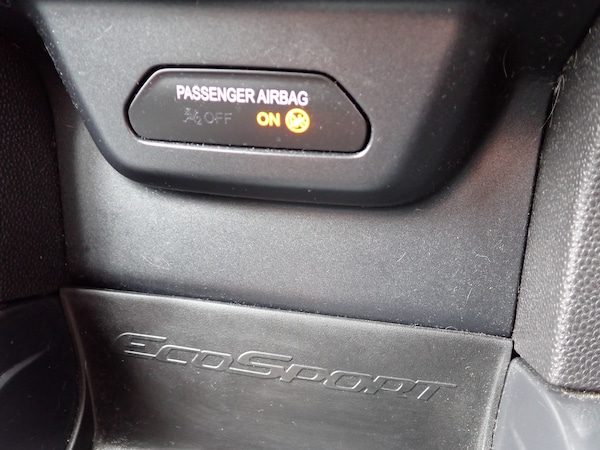 PASSENGER AIRBAG
OFF ON
ECOSPORT